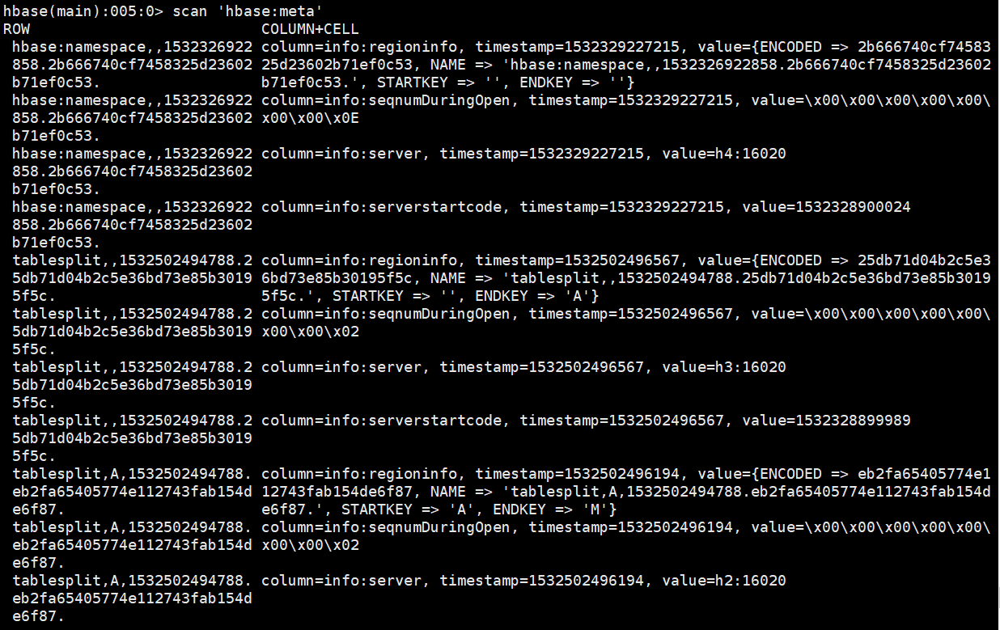 hbase(main):005:0> scan 'hbase:meta'
ROW                          COLUMN+CELL
 hbase:namespace,,1532326922 column=info:regioninfo, timestamp=1532329227215, value={ENCODED => 2b666740cf74583
 858.2b666740cf7458325d23602 25d23602b71ef0c53, NAME => 'hbase:namespace,,1532326922858.2b666740cf7458325d23602
 b71ef0c53.                  b71ef0c53.', STARTKEY => '', ENDKEY => ''}
 hbase:namespace,,1532326922 column=info:seqnumDuringOpen, timestamp=1532329227215, value=\x00\x00\x00\x00\x00\
 858.2b666740cf7458325d23602 x00\x00\x0E
 b71ef0c53.
 hbase:namespace,,1532326922 column=info:server, timestamp=1532329227215, value=h4:16020
 858.2b666740cf7458325d23602
 b71ef0c53.
 hbase:namespace,,1532326922 column=info:serverstartcode, timestamp=1532329227215, value=1532328900024
 858.2b666740cf7458325d23602
 b71ef0c53.
 tablesplit,,1532502494788.2 column=info:regioninfo, timestamp=1532502496567, value={ENCODED => 25db71d04b2c5e3
 5db71d04b2c5e36bd73e85b3019 6bd73e85b30195f5c, NAME => 'tablesplit,,1532502494788.25db71d04b2c5e36bd73e85b3019
 5f5c.                       5f5c.', STARTKEY => '', ENDKEY => 'A'}
 tablesplit,,1532502494788.2 column=info:seqnumDuringOpen, timestamp=1532502496567, value=\x00\x00\x00\x00\x00\
 5db71d04b2c5e36bd73e85b3019 x00\x00\x02
 5f5c.
 tablesplit,,1532502494788.2 column=info:server, timestamp=1532502496567, value=h3:16020
 5db71d04b2c5e36bd73e85b3019
 5f5c.
 tablesplit,,1532502494788.2 column=info:serverstartcode, timestamp=1532502496567, value=1532328899989
 5db71d04b2c5e36bd73e85b3019
 5f5c.
 tablesplit,A,1532502494788. column=info:regioninfo, timestamp=1532502496194, value={ENCODED => eb2fa65405774e1
 eb2fa65405774e112743fab154d 12743fab154de6f87, NAME => 'tablesplit,A,1532502494788.eb2fa65405774e112743fab154d
 e6f87.                      e6f87.', STARTKEY => 'A', ENDKEY => 'M'}
 tablesplit,A,1532502494788. column=info:seqnumDuringOpen, timestamp=1532502496194, value=\x00\x00\x00\x00\x00\
 eb2fa65405774e112743fab154d x00\x00\x02
 e6f87.
 tablesplit,A,1532502494788. column=info:server, timestamp=1532502496194, value=h2:16020
 eb2fa65405774e112743fab154d
 e6f87.